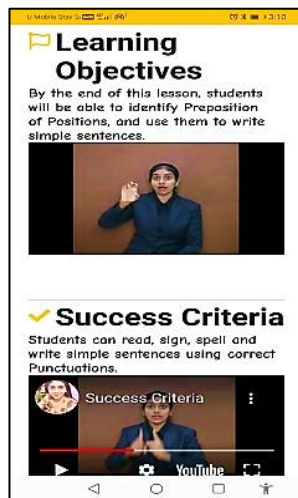 3:10
Learning
Objectives
By the end of this lesson, students
will be able to identify Preposition
of Positions, and use them to write
simple sentences.
Success Criteria
Students can read, sign, spell and
write simple sentences using correct
Punctuations.
Success Criteria
YouTube